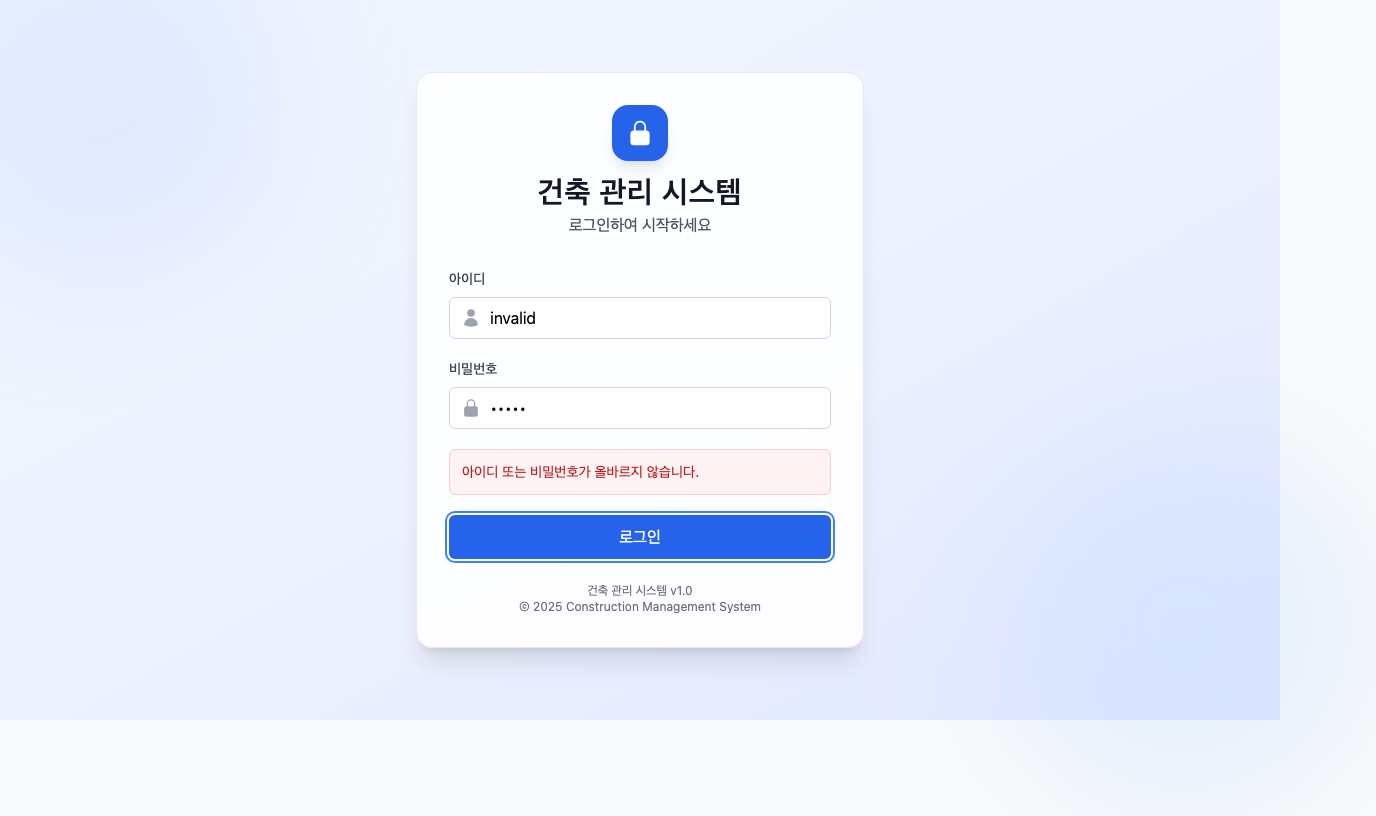 건축 관리 시스템
로그인하여 시작하세요
아이디
invalid
비밀번호
•••••
아이디 또는 비밀번호가 올바르지 않습니다.
로그인
건축 관리 시스템 v1.0
© 2025 Construction Management System